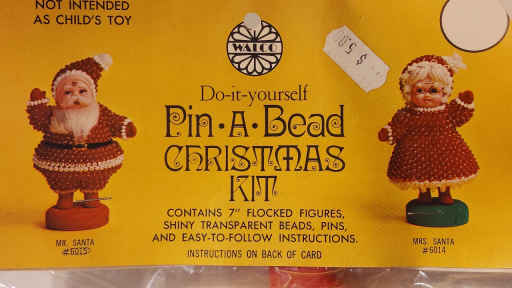 NOT INTENDED
AS CHILD'S TOY
WALCO
$.50
Do-it-yourself
Pin·A·Bead
CHRISTMAS
KIT
CONTAINS 7" FLOCKED FIGURES,
SHINY TRANSPARENT BEADS, PINS,
AND EASY-TO-FOLLOW INSTRUCTIONS.
INSTRUCTIONS ON BACK OF CARD
MR. SANTA
MRS. SANTA
#6014